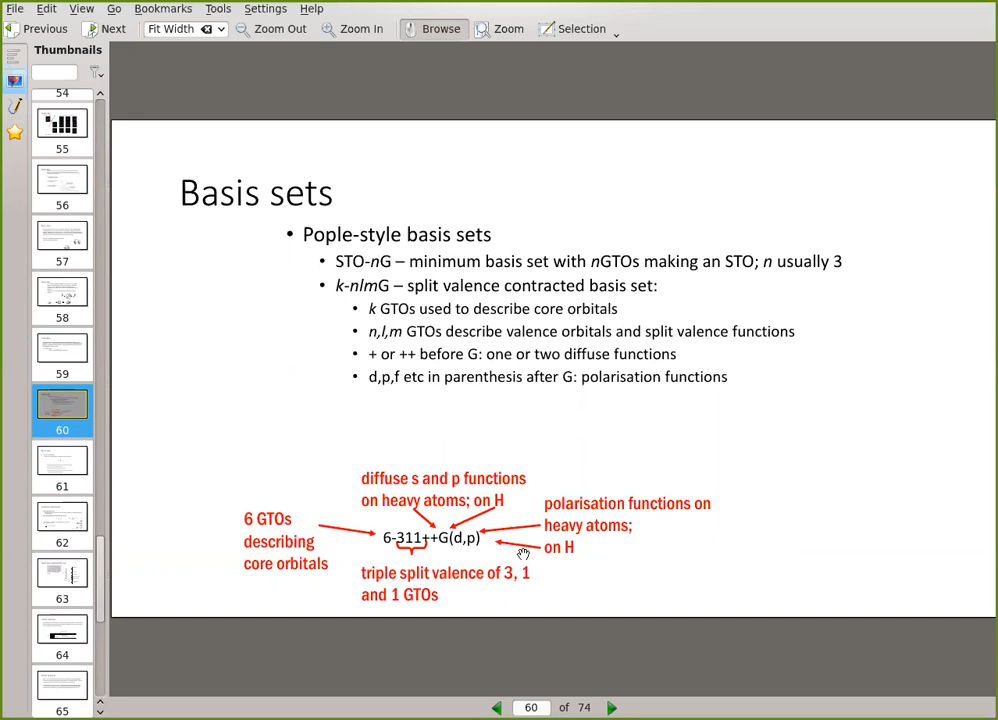 File Edit View Go Bookmarks Tools Settings Help
Previous Next Fit Width Zoom Out Zoom In Browse Zoom Selection
Thumbnails
54
55
56
57
58
59
60
61
62
63
64
65
Basis sets
• Pople-style basis sets
• STO-nG – minimum basis set with nGTOs making an STO; n usually 3
• k-nlmG – split valence contracted basis set:
• k GTOs used to describe core orbitals
• n,l,m GTOs describe valence orbitals and split valence functions
• + or ++ before G: one or two diffuse functions
• d,p,f etc in parenthesis after G: polarisation functions
diffuse s and p functions
on heavy atoms; on H
polarisation functions on
heavy atoms;
on H
6 GTOs
describing
core orbitals
6-311++G(d,p)
triple split valence of 3, 1
and 1 GTOs
60 of 74